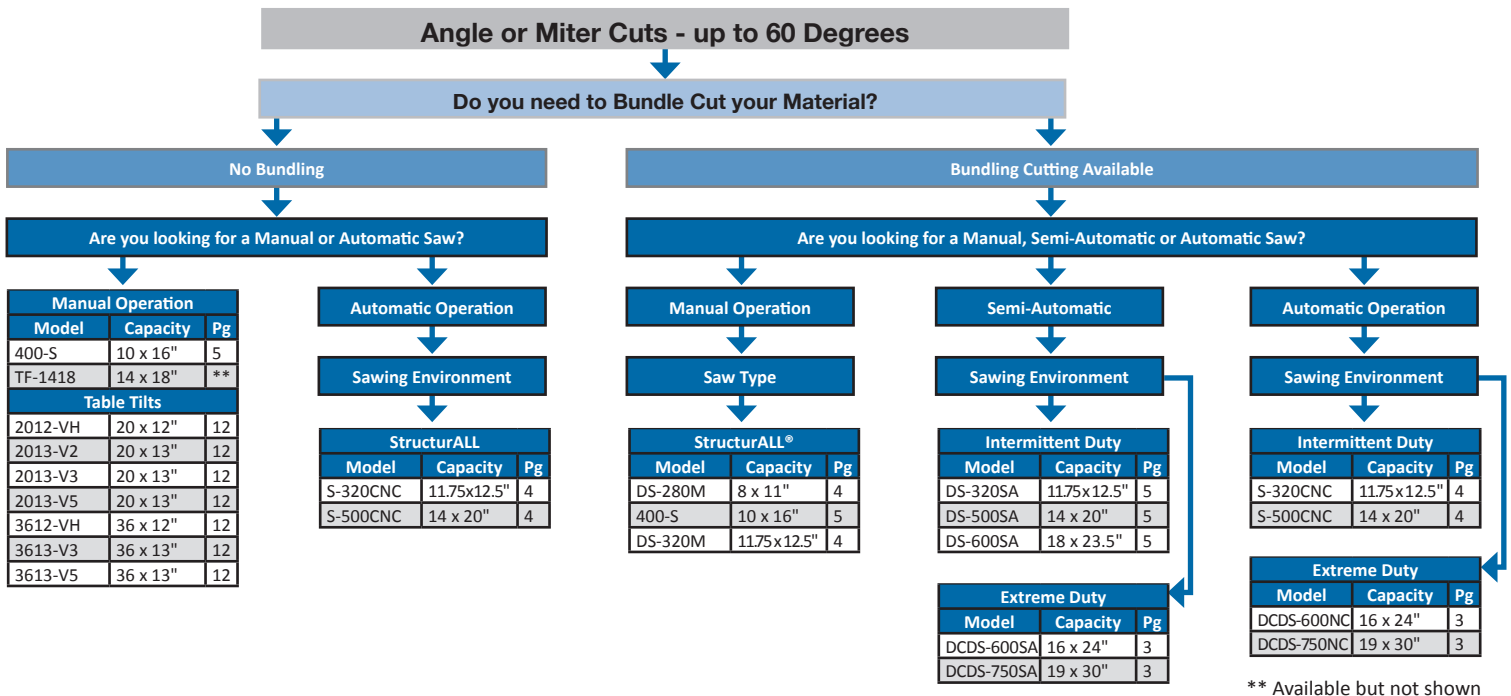 Angle or Miter Cuts - up to 60 Degrees
Do you need to Bundle Cut your Material?
No Bundling
Are you looking for a Manual or Automatic Saw?
Manual Operation
Model Capacity Pg
400-S 10 x 16" 5
TF-1418 14 x 18" **
Table Tilts
2012-VH 20 x 12" 12
2013-V2 20 x 13" 12
2013-V3 20 x 13" 12
2013-V5 20 x 13" 12
3612-VH 36 x 12" 12
3613-V3 36 x 13" 12
3613-V5 36 x 13" 12
Automatic Operation
Sawing Environment
StructurALL
Model Capacity Pg
S-320CNC 11.75x12.5" 4
S-500CNC 14 x 20" 4
Bundling Cutting Available
Are you looking for a Manual, Semi-Automatic or Automatic Saw?
Manual Operation
Saw Type
StructurALL®
Model Capacity Pg
DS-280M 8 x 11" 4
400-S 10 x 16" 5
DS-320M 11.75x12.5" 4
Semi-Automatic
Sawing Environment
Intermittent Duty
Model Capacity Pg
DS-320SA 11.75x12.5" 5
DS-500SA 14 x 20" 5
DS-600SA 18 x 23.5" 5
Extreme Duty
Model Capacity Pg
DCDS-600SA 16 x 24" 3
DCDS-750SA 19 x 30" 3
Automatic Operation
Sawing Environment
Intermittent Duty
Model Capacity Pg
S-320CNC 11.75x12.5" 4
S-500CNC 14 x 20" 4
Extreme Duty
Model Capacity Pg
DCDS-600NC 16 x 24" 3
DCDS-750NC 19 x 30" 3
** Available but not shown